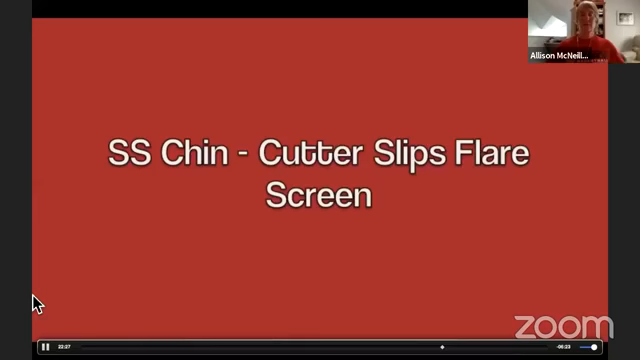 Allison McNeill...
SS Chin - Cutter Slips Flare
Screen
22:27
-06:23
zoom